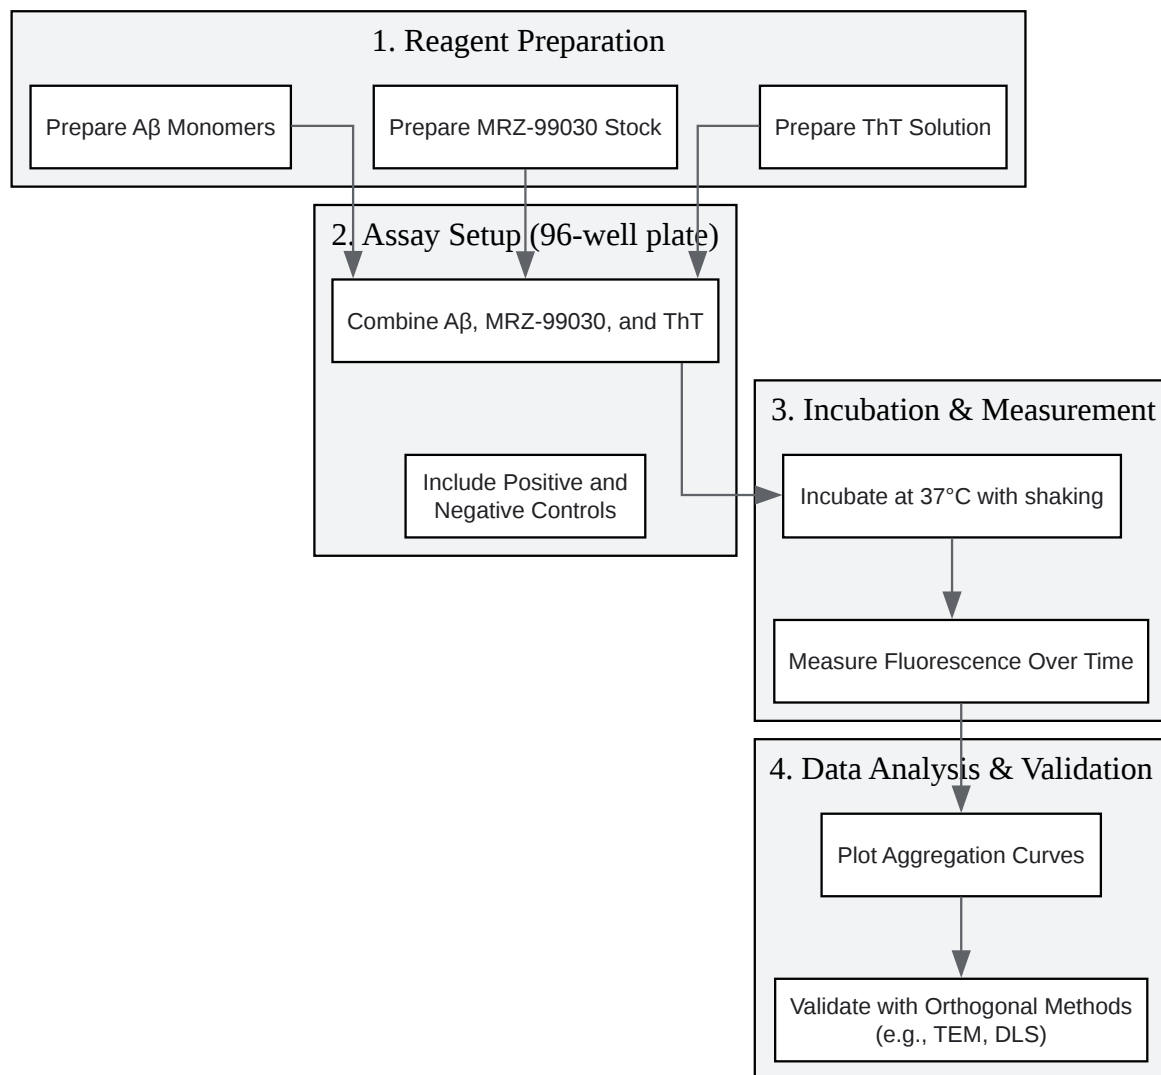 1. Reagent Preparation
Prepare Aβ Monomers
Prepare MRZ-99030 Stock
Prepare ThT Solution
2. Assay Setup (96-well plate)
Combine Aβ, MRZ-99030, and ThT
Include Positive and
Negative Controls
3. Incubation & Measurement
Incubate at 37°C with shaking
Measure Fluorescence Over Time
4. Data Analysis & Validation
Plot Aggregation Curves
Validate with Orthogonal Methods
(e.g., TEM, DLS)